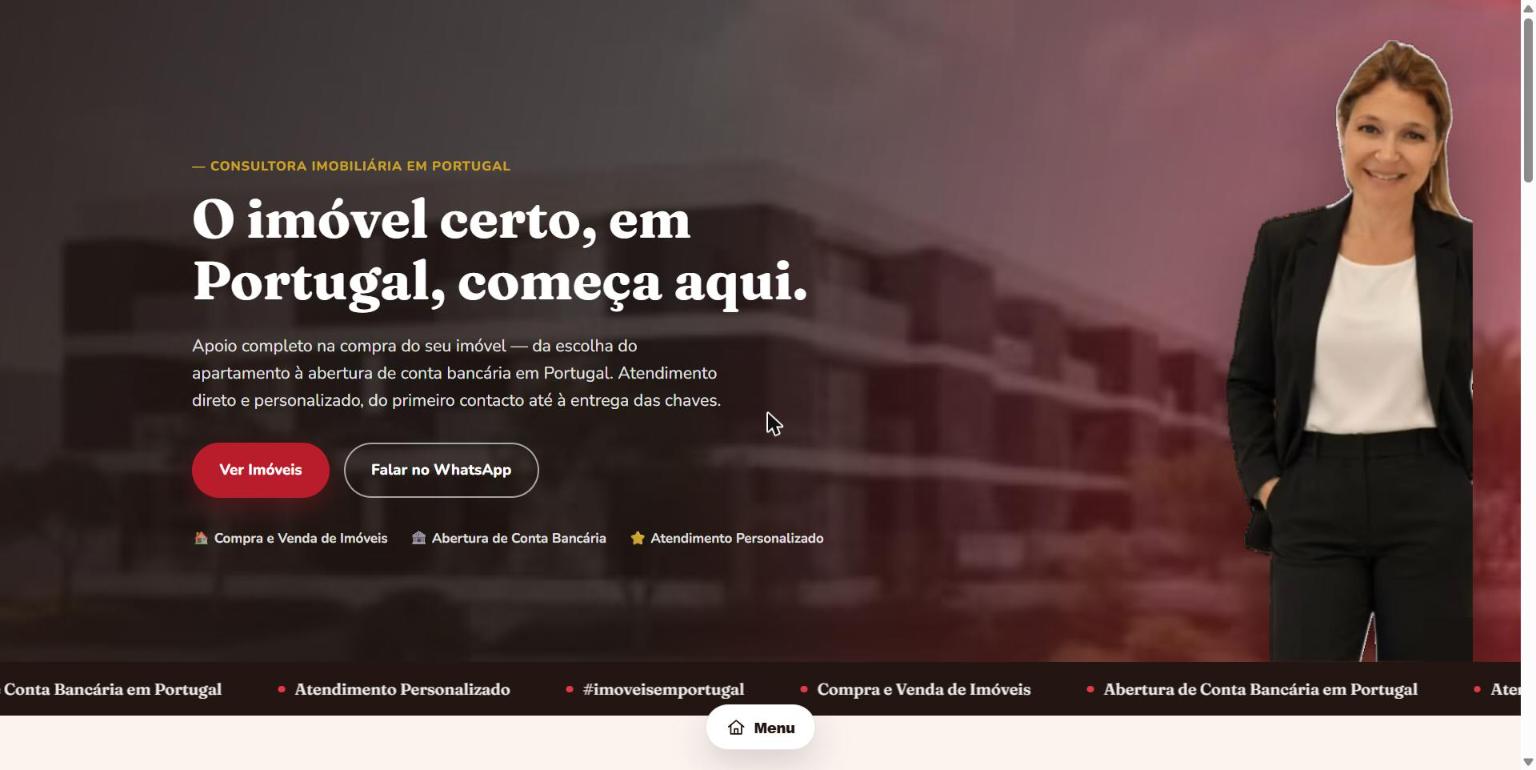 — CONSULTORA IMOBILIÁRIA EM PORTUGAL
O imóvel certo, em
Portugal, começa aqui.
Apoio completo na compra do seu imóvel — da escolha do
apartamento à abertura de conta bancária em Portugal. Atendimento
direto e personalizado, do primeiro contacto até à entrega das chaves.
Ver Imóveis
Falar no WhatsApp
Compra e Venda de Imóveis
Abertura de Conta Bancária
Atendimento Personalizado
Conta Bancária em Portugal • Atendimento Personalizado • #imoveisemportugal • Compra e Venda de Imóveis • Abertura de Conta Bancária em Portugal •
Menu